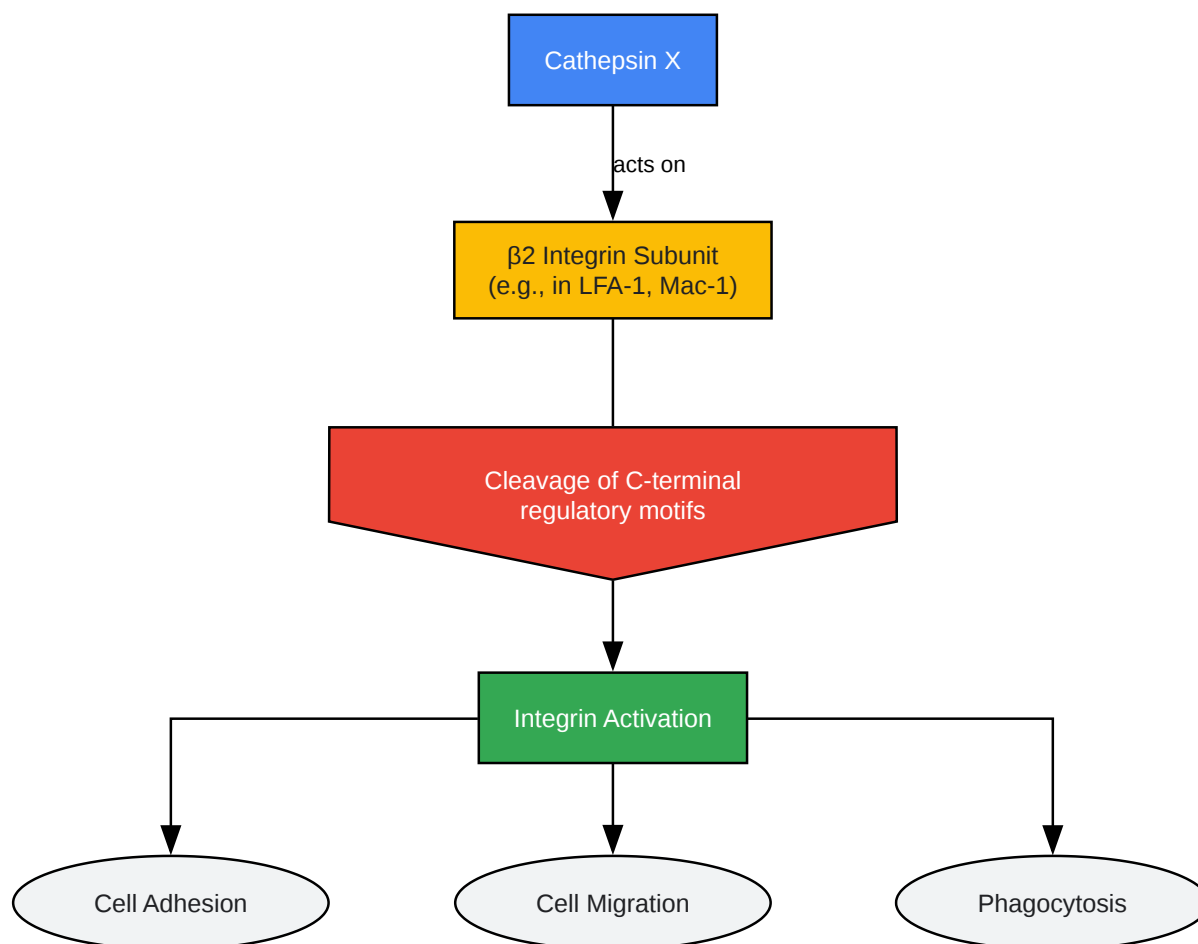 Cathepsin X
acts on
β2 Integrin Subunit
(e.g., in LFA-1, Mac-1)
Cleavage of C-terminal
regulatory motifs
Integrin Activation
Cell Adhesion
Cell Migration
Phagocytosis